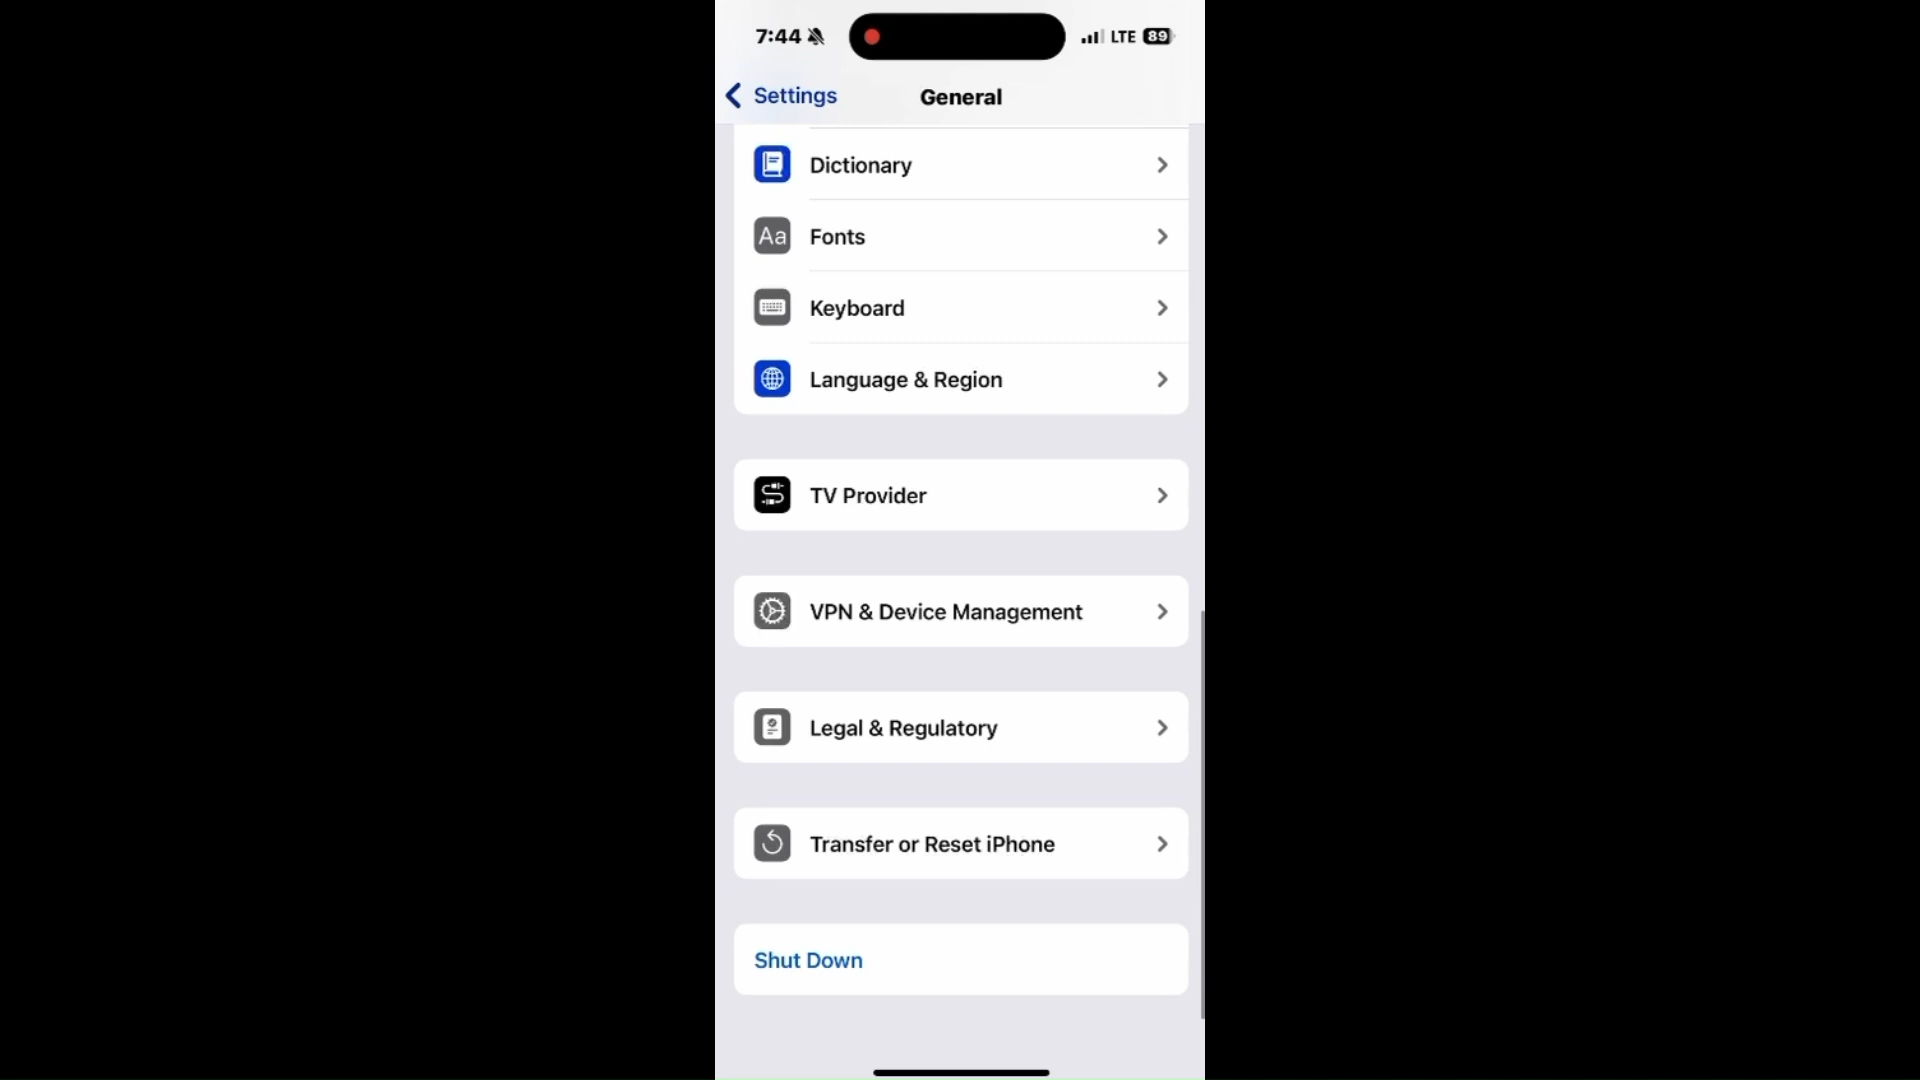 7:44 LTE 89
Settings General
Dictionary
Aa Fonts
Keyboard
Language & Region
TV Provider
VPN & Device Management
Legal & Regulatory
Transfer or Reset iPhone
Shut Down